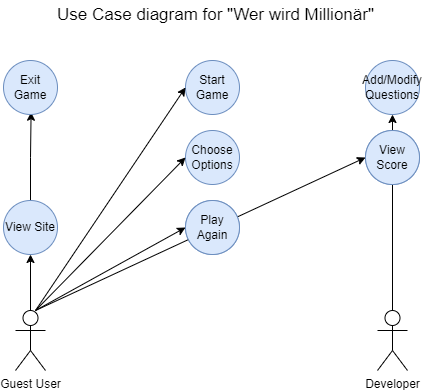 Use Case diagram for "Wer wird Millionär"
Exit
Game
Start
Game
Add/Modify
Questions
Choose
Options
View
Score
View Site
Play
Again
Guest User
Developer